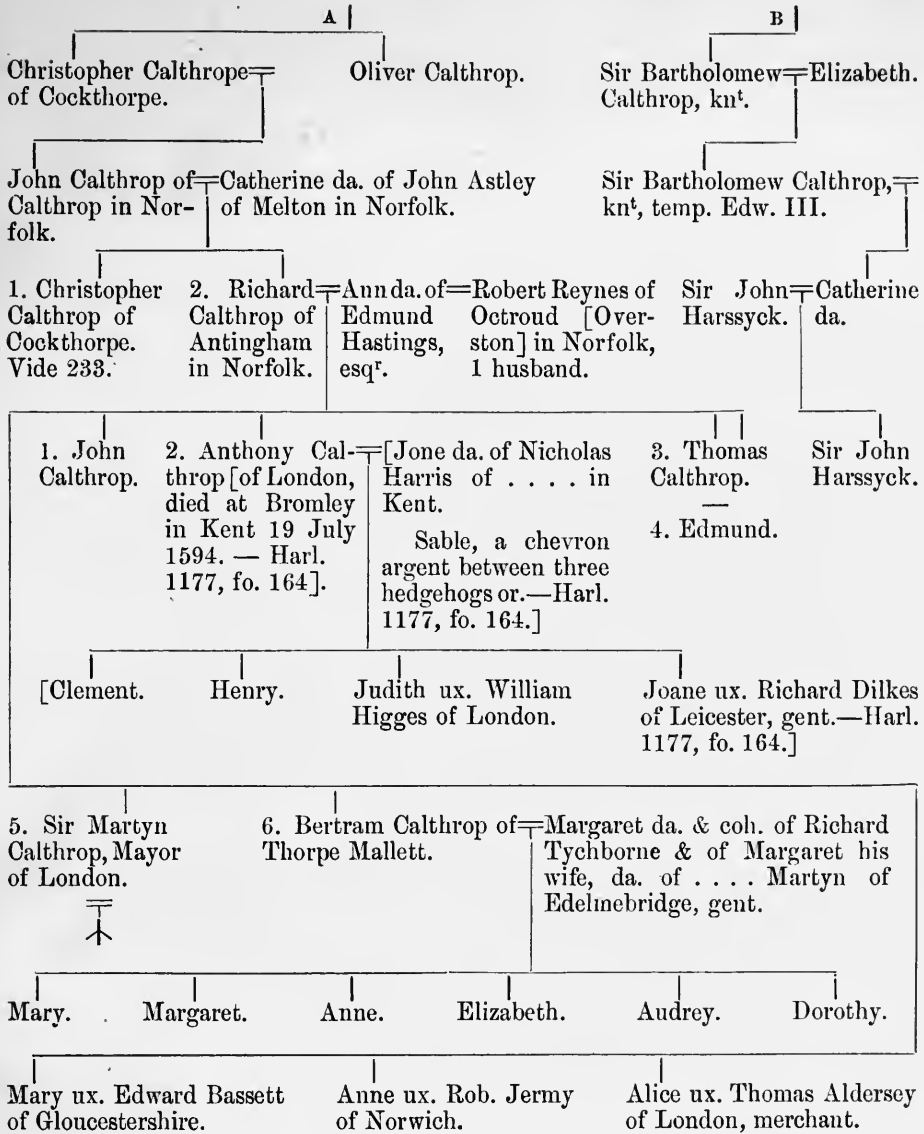 A
B
Christopher Calthrope
of Cockthorpe.
Oliver Calthrop.
Sir Bartholomew
Calthrop, knᵗ.
Elizabeth.
John Calthrop of
Calthrop in Nor-
folk.
Catherine da. of John Astley
of Melton in Norfolk.
Sir Bartholomew Calthrop,
knᵗ, temp. Edw. III.
1. Christopher
Calthrop of
Cockthorpe.
Vide 233.
2. Richard
Calthrop of
Antingham
in Norfolk.
Ann da. of
Edmund
Hastings,
esqʳ.
Robert Reynes of
Octroud [Over-
ston] in Norfolk,
1 husband.
Sir John
Harssyck.
Catherine
da.
1. John
Calthrop.
2. Anthony Cal-
throp [of London,
died at Bromley
in Kent 19 July
1594. — Harl.
1177, fo. 164].
[Jone da. of Nicholas
Harris of . . . . in
Kent.
Sable, a chevron
argent between three
hedgehogs or.—Harl.
1177, fo. 164.]
3. Thomas
Calthrop.
—
4. Edmund.
Sir John
Harssyck.
[Clement.
Henry.
Judith ux. William
Higges of London.
Joane ux. Richard Dilkes
of Leicester, gent.—Harl.
1177, fo. 164.]
5. Sir Martyn
Calthrop, Mayor
of London.
6. Bertram Calthrop of
Thorpe Mallett.
Margaret da. & coh. of Richard
Tychborne & of Margaret his
wife, da. of . . . . Martyn of
Edelmebridge, gent.
Mary.
Margaret.
Anne.
Elizabeth.
Audrey.
Dorothy.
Mary ux. Edward Bassett
of Gloucestershire.
Anne ux. Rob. Jermy
of Norwich.
Alice ux. Thomas Aldersey
of London, merchant.